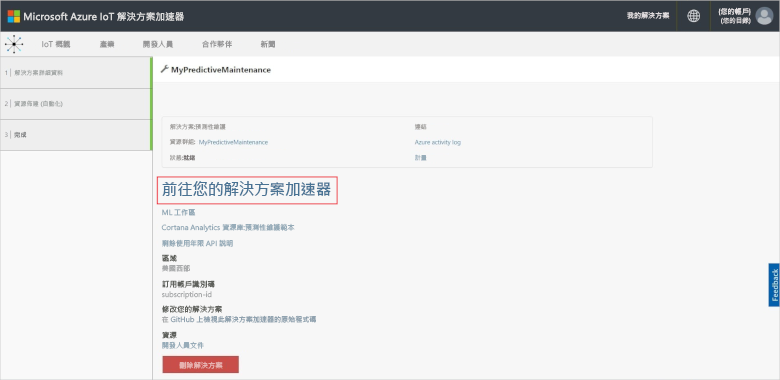 Microsoft Azure IoT 解決方案加速器
我的解決方案
(您的帳戶)
(您的目錄)
IoT 概觀 產業 開發人員 合作夥伴 新聞
1 | 解決方案詳細資料
2 | 資源佈建 (自動化)
3 | 完成
MyPredictiveMaintenance
解決方案:預測性維護 連結
資源群組: MyPredictiveMaintenance Azure activity log
狀態:就緒 計量
前往您的解決方案加速器
ML 工作區
Cortana Analytics 資源庫:預測性維護範本
剩餘使用年限 API 說明
區域
美國西部
訂用帳戶識別碼
subscription-id
修改您的解決方案
在 GitHub 上檢視此解決方案加速器的原始程式碼
資源
開發人員文件
刪除解決方案
Feedback